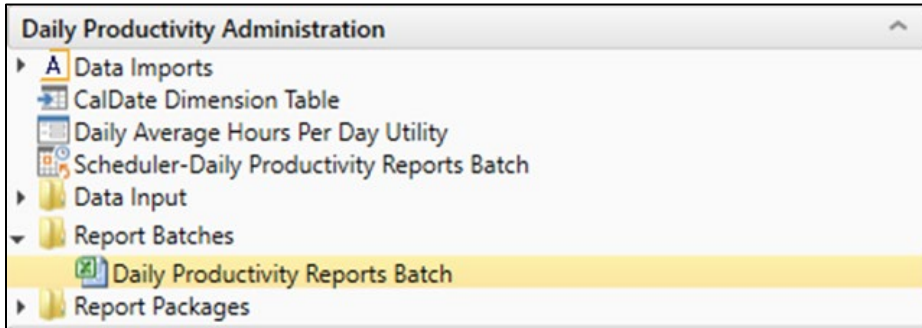 Daily Productivity Administration
Data Imports
CalDate Dimension Table
Daily Average Hours Per Day Utility
Scheduler-Daily Productivity Reports Batch
Data Input
Report Batches
Daily Productivity Reports Batch
Report Packages